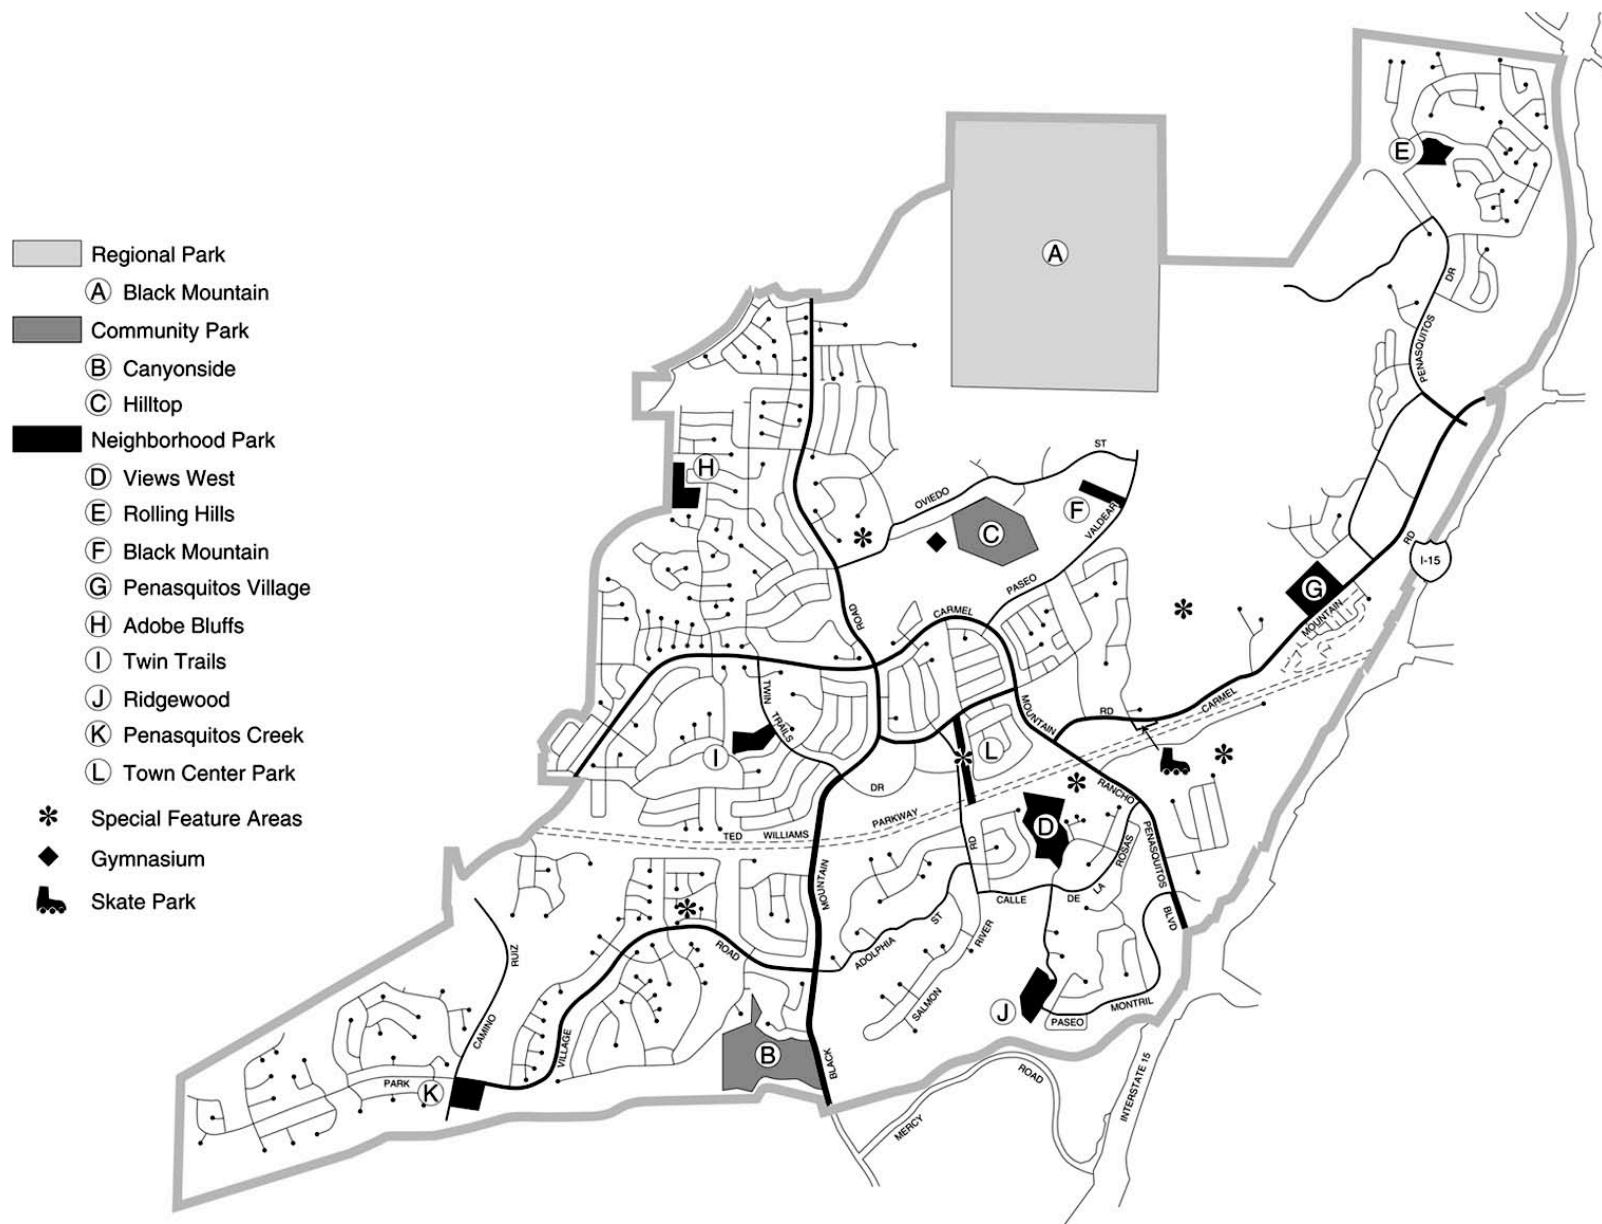 Regional Park
A Black Mountain
Community Park
B Canyonside
C Hilltop
Neighborhood Park
D Views West
E Rolling Hills
F Black Mountain
G Penasquitos Village
H Adobe Bluffs
I Twin Trails
J Ridgewood
K Penasquitos Creek
L Town Center Park
Special Feature Areas
Gymnasium
Skate Park
E
A
DR
PENASQUITOS
ST
OVIEDO
H
F
C
VALDEAR
RD
I-15
G
MOUNTAIN
PASEO
CARMEL
ROAD
TWIN
TRAILS
MOUNTAIN
RD
CARMEL
I
L
DR
RANCHO
PARKWAY
TED
WILLIAMS
D
RD
ROSAS
PENASQUITOS
MOUNTAIN
CALLE
DE
LA
BLVD
ST
ADOLPHIA
RIVER
ROAD
RUIZ
SALMON
J
MONTRIL
PASEO
CAMINO
VILLAGE
B
BLACK
PARK
K
ROAD
MERCY
INTERSTATE 15